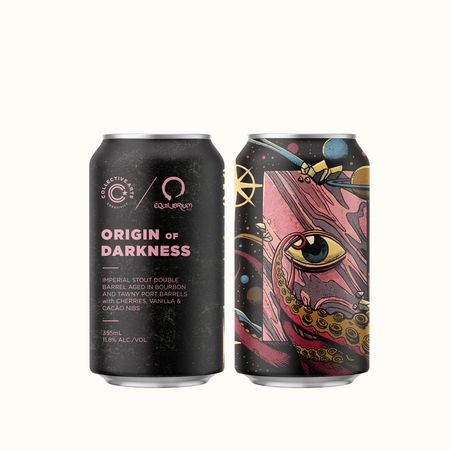 COLLECTIVE ARTS
EQUILIBRIUM
ORIGIN OF
DARKNESS
IMPERIAL STOUT DOUBLE
BARREL AGED IN BOURBON
AND TAWNY PORT BARRELS
with CHERRIES, VANILLA &
CACAO NIBS
355mL
11.8% ALC./VOL.